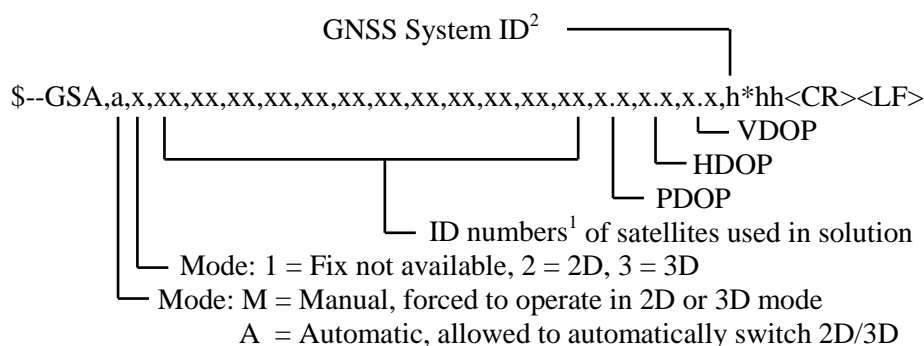 GNSS System ID²
$--GSA,a,x,xx,xx,xx,xx,xx,xx,xx,xx,xx,xx,xx,xx,x.x,x.x,x.x,h*hh<CR><LF>
VDOP
HDOP
PDOP
ID numbers¹ of satellites used in solution
Mode: 1 = Fix not available, 2 = 2D, 3 = 3D
Mode: M = Manual, forced to operate in 2D or 3D mode
A = Automatic, allowed to automatically switch 2D/3D